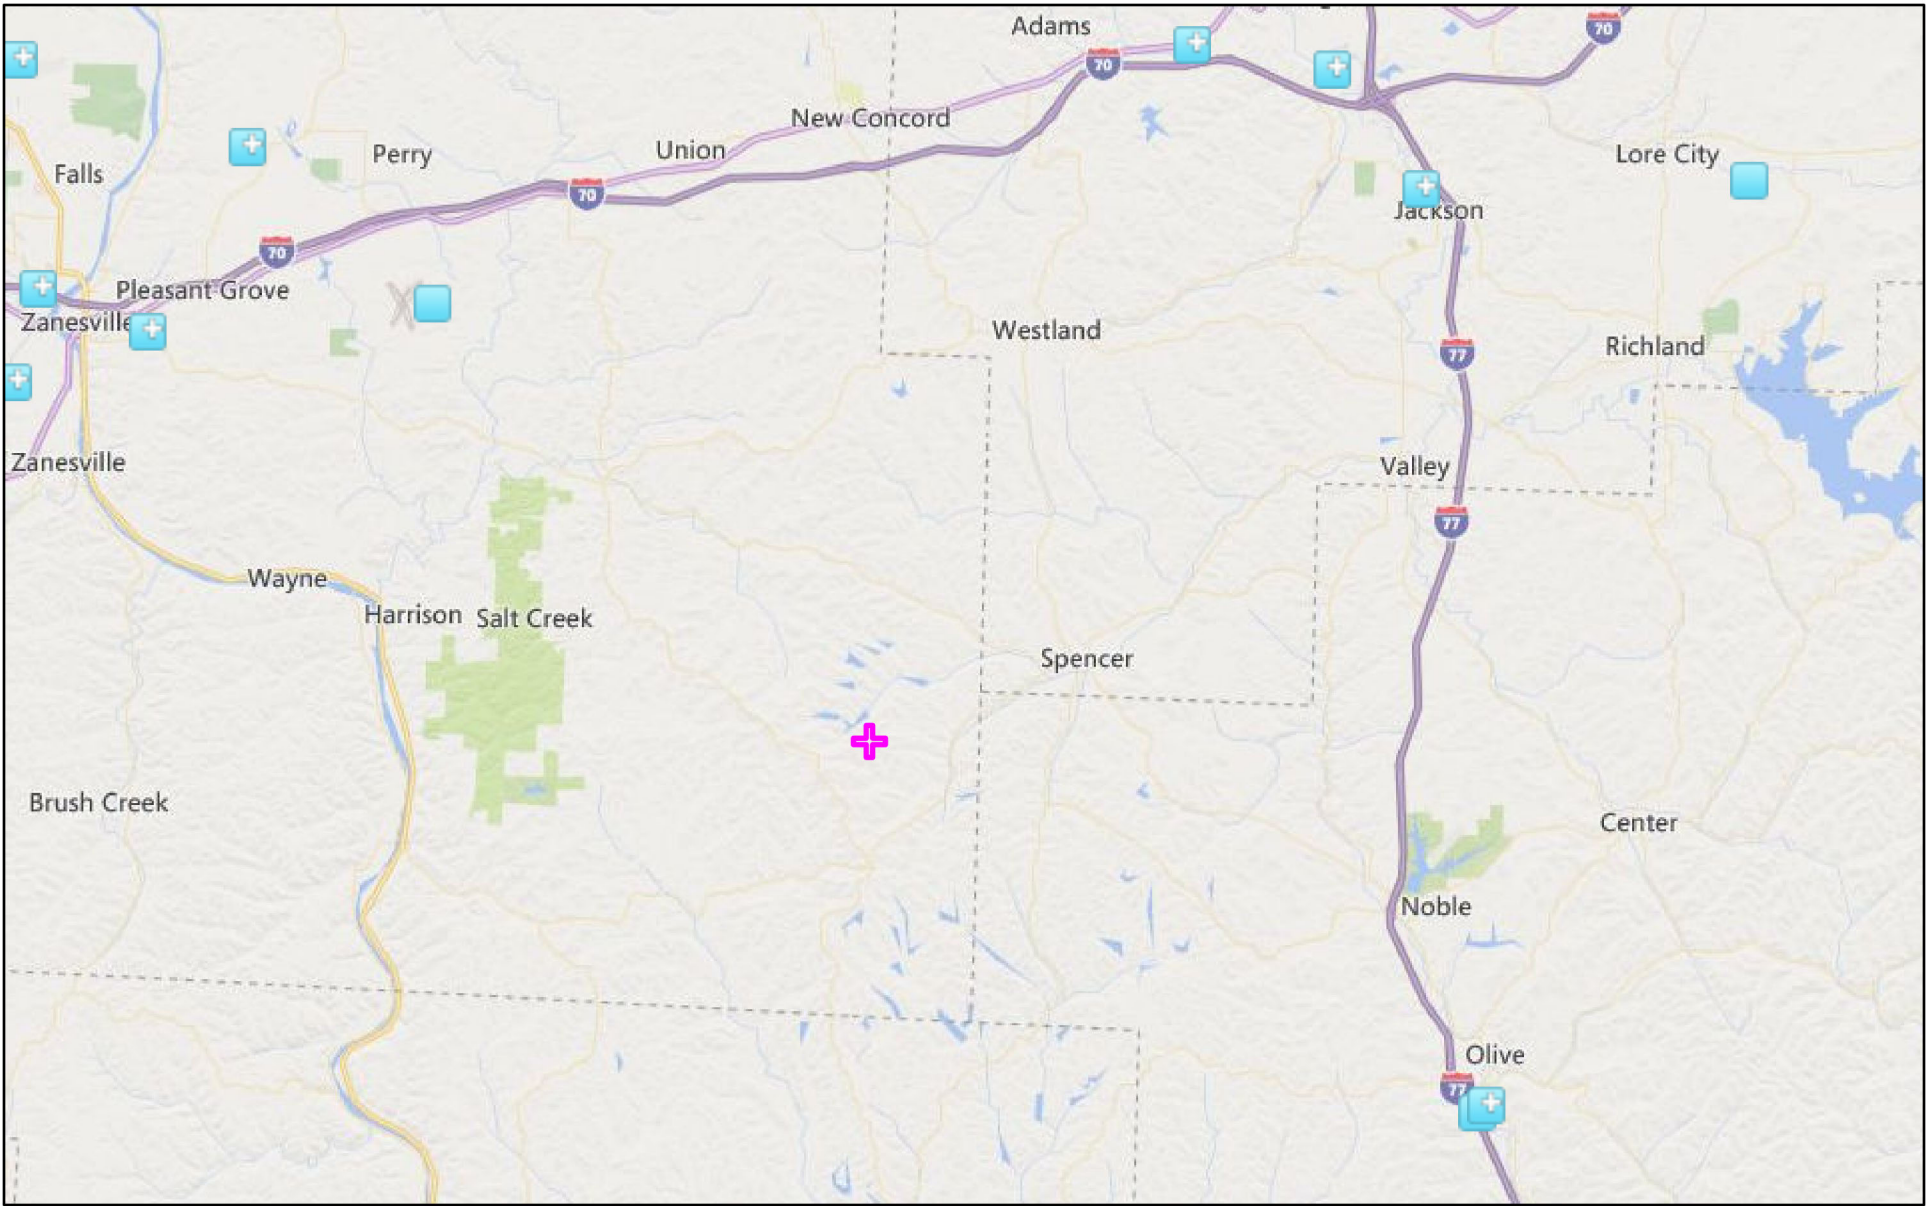 Adams
70
70
New Concord
Union
Perry
Lore City
Falls
70
Jackson
70
Pleasant Grove
Zanesville
Westland
77
Richland
Zanesville
Valley
77
Wayne
Harrison
Salt Creek
Spencer
Brush Creek
Center
Noble
Olive
77